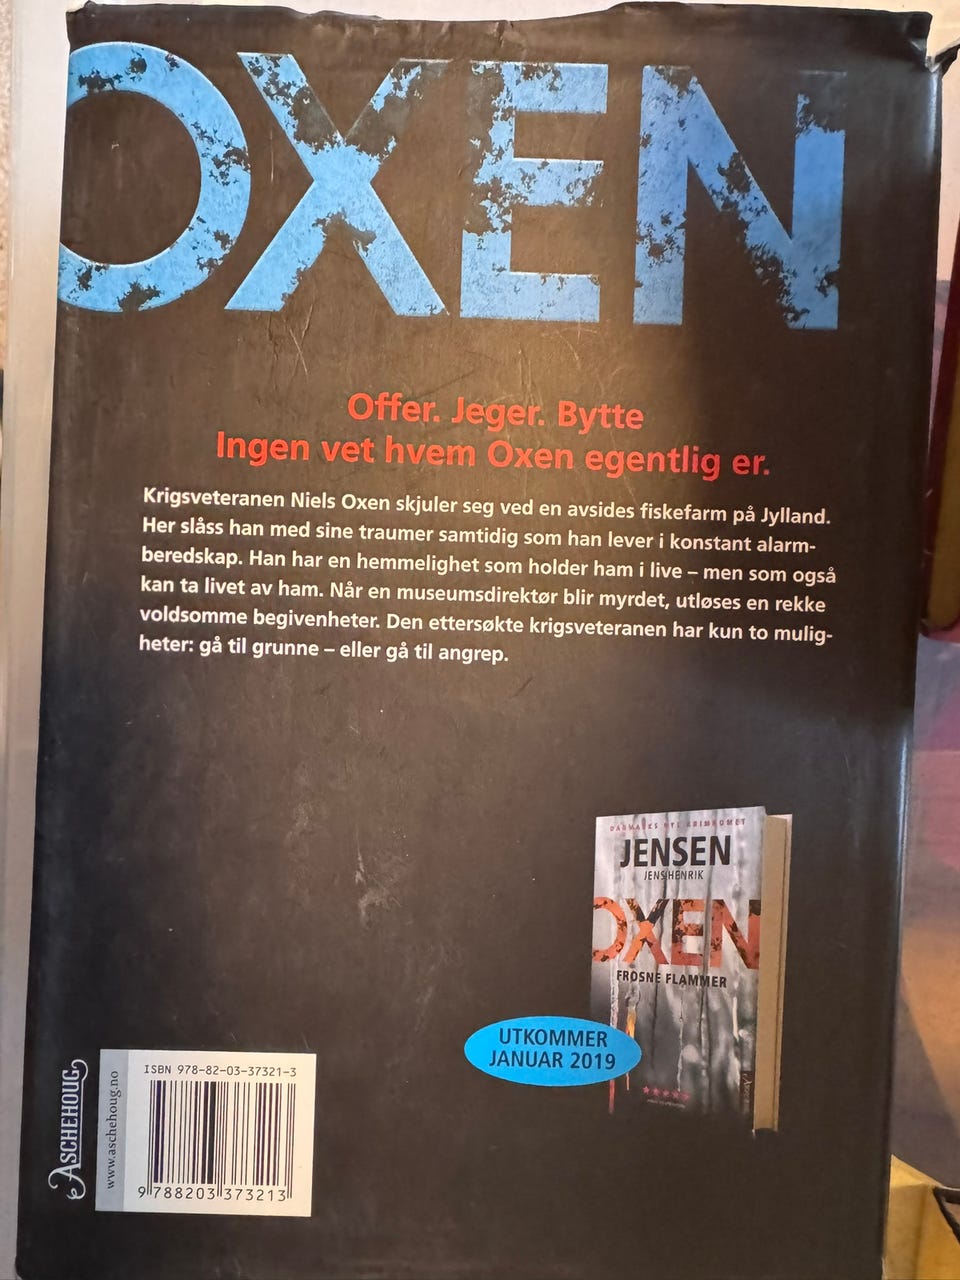 OXEN
Offer. Jeger. Bytte
Ingen vet hvem Oxen egentlig er.
Krigsveteranen Niels Oxen skjuler seg ved en avsides fiskefarm på Jylland.
Her slåss han med sine traumer samtidig som han lever i konstant alarm-
beredskap. Han har en hemmelighet som holder ham i live – men som også
kan ta livet av ham. Når en museumsdirektør blir myrdet, utløses en rekke
voldsomme begivenheter. Den ettersøkte krigsveteranen har kun to mulig-
heter: gå til grunne – eller gå til angrep.
DANMARKS NYE KRIMKOMET
JENSEN
JENS HENRIK
OXEN
FROSNE FLAMMER
UTKOMMER
JANUAR 2019
ASCHEHOUG
www.aschehoug.no
ISBN 978-82-03-37321-3
9 788203 373213